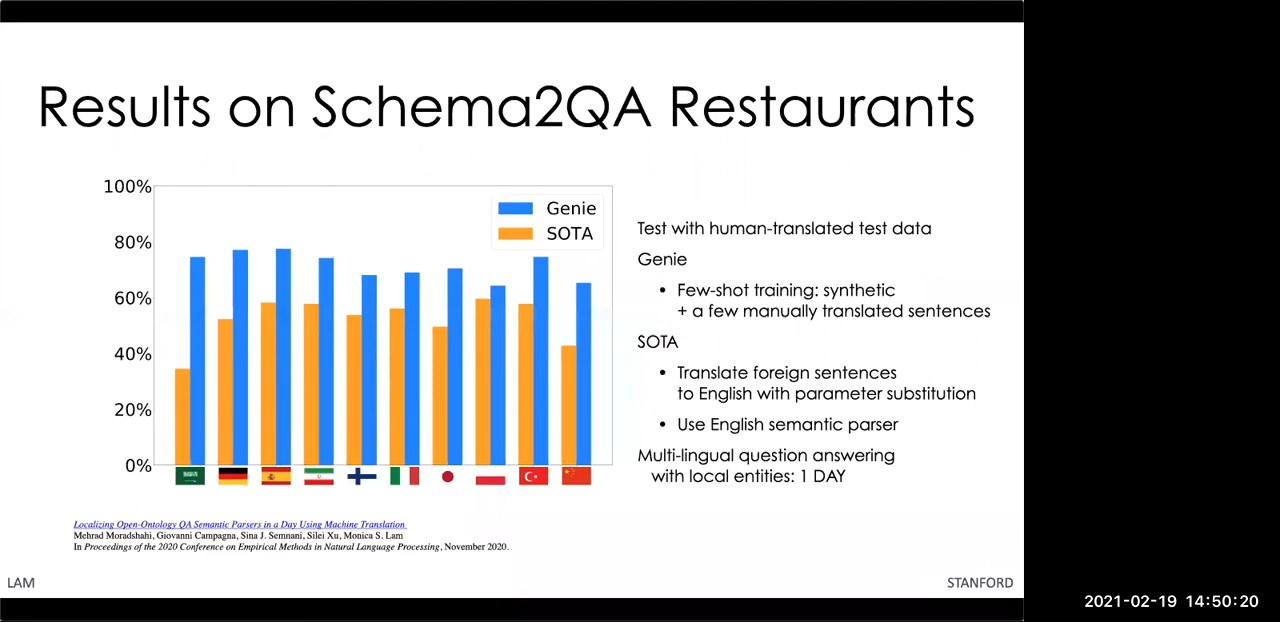 Results on Schema2QA Restaurants
100%
80%
60%
40%
20%
0%
Genie
SOTA
Test with human-translated test data
Genie
• Few-shot training: synthetic
+ a few manually translated sentences
SOTA
• Translate foreign sentences
to English with parameter substitution
• Use English semantic parser
Multi-lingual question answering
with local entities: 1 DAY
Localizing Open-Ontology QA Semantic Parsers in a Day Using Machine Translation
Mehrad Moradshahi, Giovanni Campagna, Sina J. Semnani, Silei Xu, Monica S. Lam
In Proceedings of the 2020 Conference on Empirical Methods in Natural Language Processing, November 2020.
LAM
STANFORD
2021-02-19 14:50:20